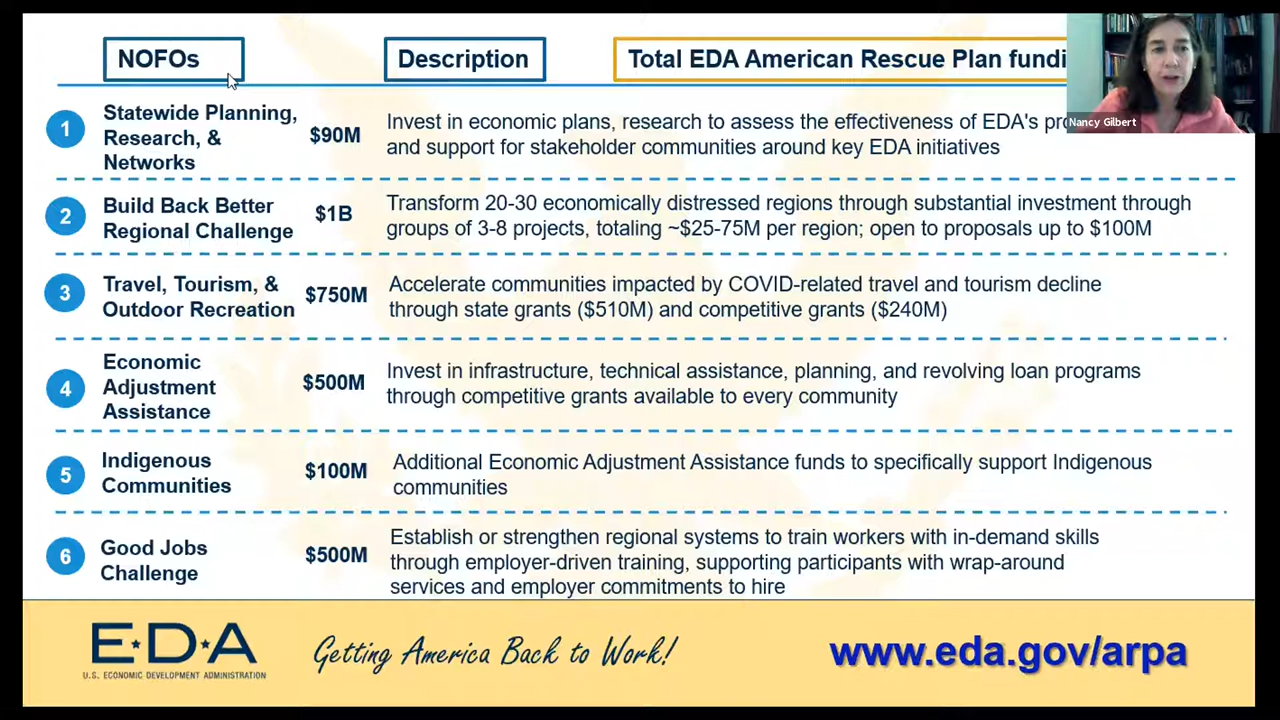 NOFOs
Description
Total EDA American Rescue Plan
Nancy Gilbert
1
Statewide Planning,
Research, &
Networks
$90M
Invest in economic plans, research to assess the effectiveness of EDA's
and support for stakeholder communities around key EDA initiatives
2
Build Back Better
Regional Challenge
$1B
Transform 20-30 economically distressed regions through substantial investment through
groups of 3-8 projects, totaling ~$25-75M per region; open to proposals up to $100M
3
Travel, Tourism, &
Outdoor Recreation
$750M
Accelerate communities impacted by COVID-related travel and tourism decline
through state grants ($510M) and competitive grants ($240M)
4
Economic
Adjustment
Assistance
$500M
Invest in infrastructure, technical assistance, planning, and revolving loan programs
through competitive grants available to every community
5
Indigenous
Communities
$100M
Additional Economic Adjustment Assistance funds to specifically support Indigenous
communities
6
Good Jobs
Challenge
$500M
Establish or strengthen regional systems to train workers with in-demand skills
through employer-driven training, supporting participants with wrap-around
services and employer commitments to hire
E★D★A
U.S. ECONOMIC DEVELOPMENT ADMINISTRATION
Getting America Back to Work!
www.eda.gov/arpa